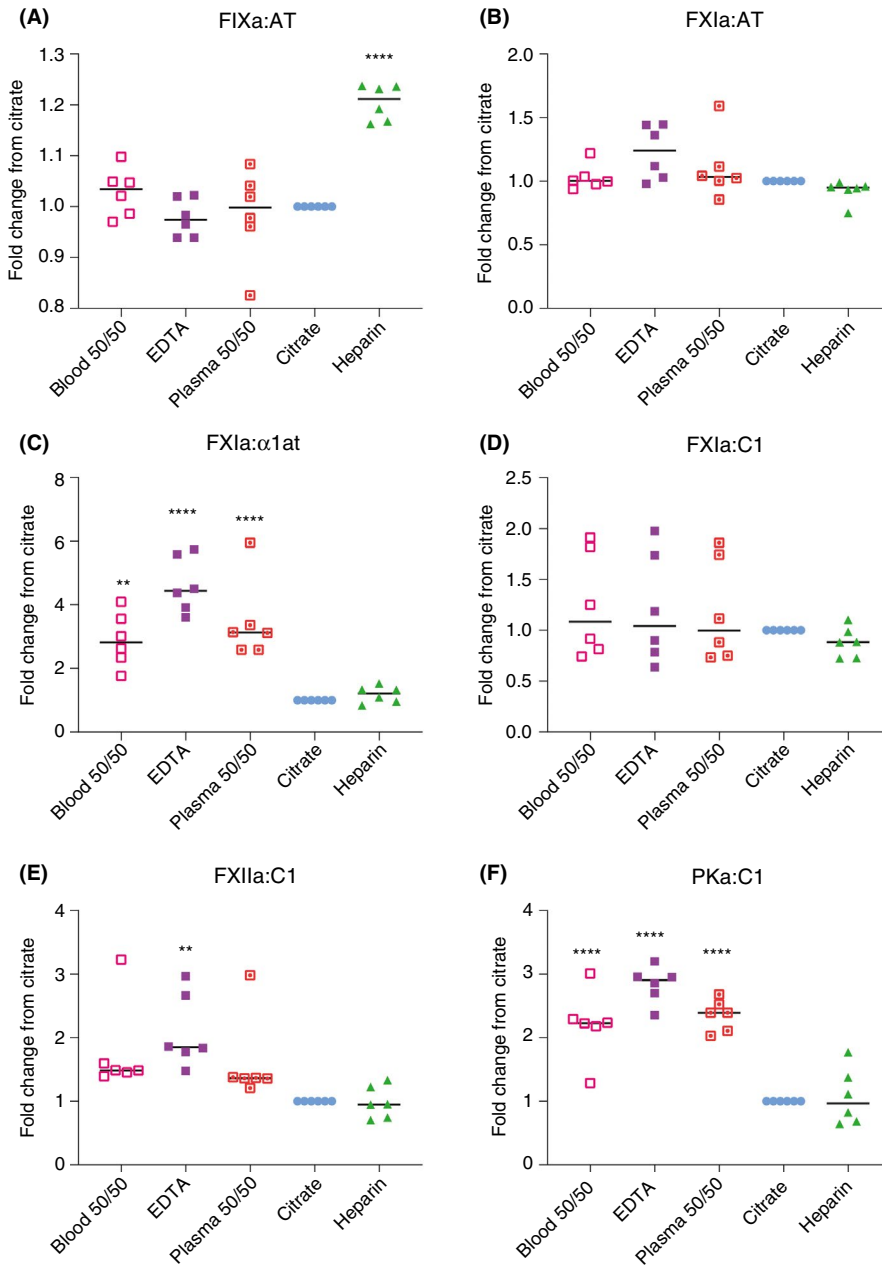 (A)
FIXa:AT
Fold change from citrate
1.3
1.2
1.1
1.0
0.9
0.8
****
Blood 50/50
EDTA
Plasma 50/50
Citrate
Heparin
(B)
FXIa:AT
Fold change from citrate
2.0
1.5
1.0
0.5
0.0
Blood 50/50
EDTA
Plasma 50/50
Citrate
Heparin
(C)
FXIa:α1at
Fold change from citrate
8
6
4
2
0
**
****
****
Blood 50/50
EDTA
Plasma 50/50
Citrate
Heparin
(D)
FXIa:C1
Fold change from citrate
2.5
2.0
1.5
1.0
0.5
0.0
Blood 50/50
EDTA
Plasma 50/50
Citrate
Heparin
(E)
FXIIa:C1
Fold change from citrate
4
3
2
1
0
**
Blood 50/50
EDTA
Plasma 50/50
Citrate
Heparin
(F)
PKa:C1
Fold change from citrate
4
3
2
1
0
****
****
****
Blood 50/50
EDTA
Plasma 50/50
Citrate
Heparin